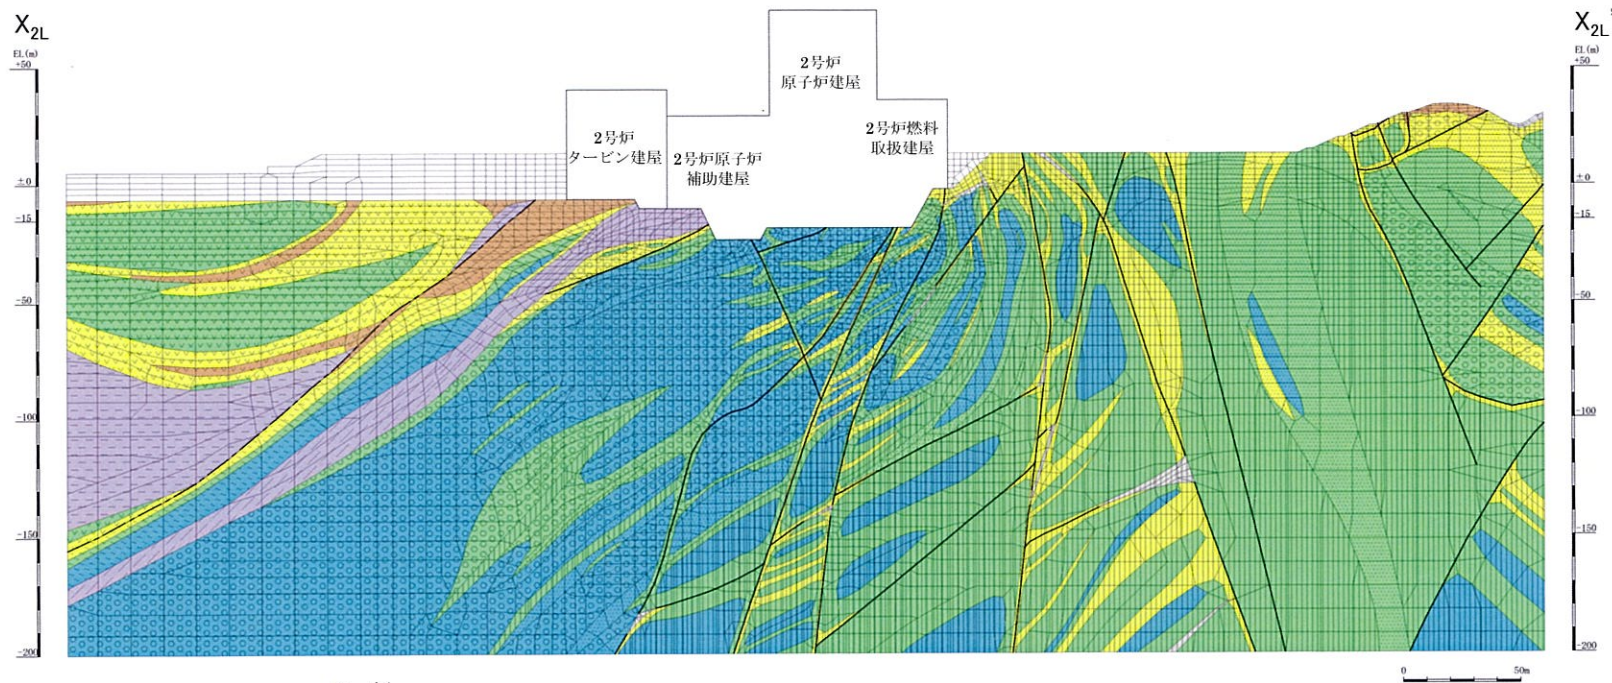 X2L
EL(m)
+50
±0
-15
-50
-100
-150
-200
2号炉
タービン建屋
2号炉原子炉
補助建屋
2号炉
原子炉建屋
2号炉燃料
取扱建屋
X2L'
EL(m)
+50
±0
-15
-50
-100
-150
-200
0 50m